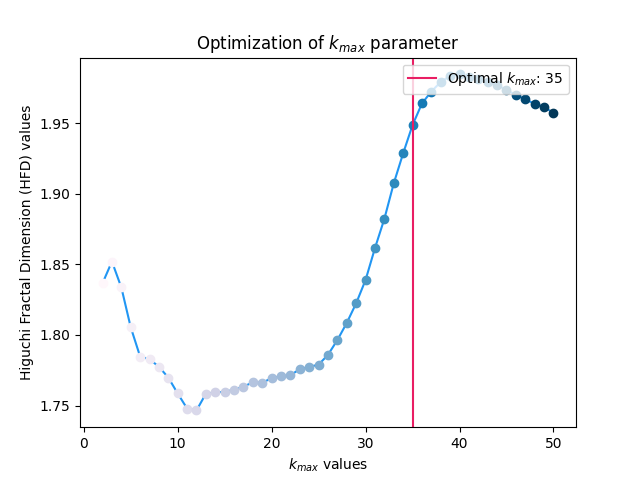 Optimization of k_max parameter
Optimal k_max: 35
Higuchi Fractal Dimension (HFD) values
1.95
1.90
1.85
1.80
1.75
0 10 20 30 40 50
k_max values